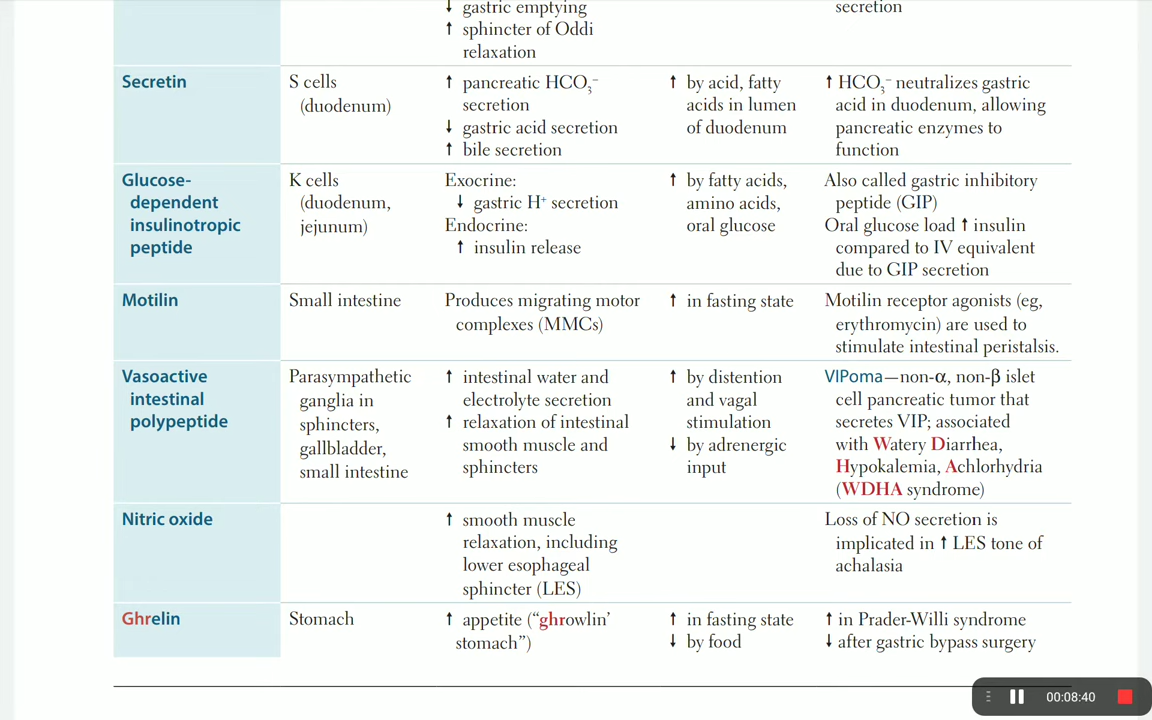 ↓ gastric emptying
↑ sphincter of Oddi
relaxation
secretion
Secretin
S cells
(duodenum)
↑ pancreatic HCO₃⁻
secretion
↓ gastric acid secretion
↑ bile secretion
↑ by acid, fatty
acids in lumen
of duodenum
↑ HCO₃⁻ neutralizes gastric
acid in duodenum, allowing
pancreatic enzymes to
function
Glucose-
dependent
insulinotropic
peptide
K cells
(duodenum,
jejunum)
Exocrine:
↓ gastric H⁺ secretion
Endocrine:
↑ insulin release
↑ by fatty acids,
amino acids,
oral glucose
Also called gastric inhibitory
peptide (GIP)
Oral glucose load ↑ insulin
compared to IV equivalent
due to GIP secretion
Motilin
Small intestine
Produces migrating motor
complexes (MMCs)
↑ in fasting state
Motilin receptor agonists (eg,
erythromycin) are used to
stimulate intestinal peristalsis.
Vasoactive
intestinal
polypeptide
Parasympathetic
ganglia in
sphincters,
gallbladder,
small intestine
↑ intestinal water and
electrolyte secretion
↑ relaxation of intestinal
smooth muscle and
sphincters
↑ by distention
and vagal
stimulation
↓ by adrenergic
input
VIPoma—non-α, non-β islet
cell pancreatic tumor that
secretes VIP; associated
with Watery Diarrhea,
Hypokalemia, Achlorhydria
(WDHA syndrome)
Nitric oxide
↑ smooth muscle
relaxation, including
lower esophageal
sphincter (LES)
Loss of NO secretion is
implicated in ↑ LES tone of
achalasia
Ghrelin
Stomach
↑ appetite (“ghrowlin’
stomach”)
↑ in fasting state
↓ by food
↑ in Prader-Willi syndrome
↓ after gastric bypass surgery
00:08:40